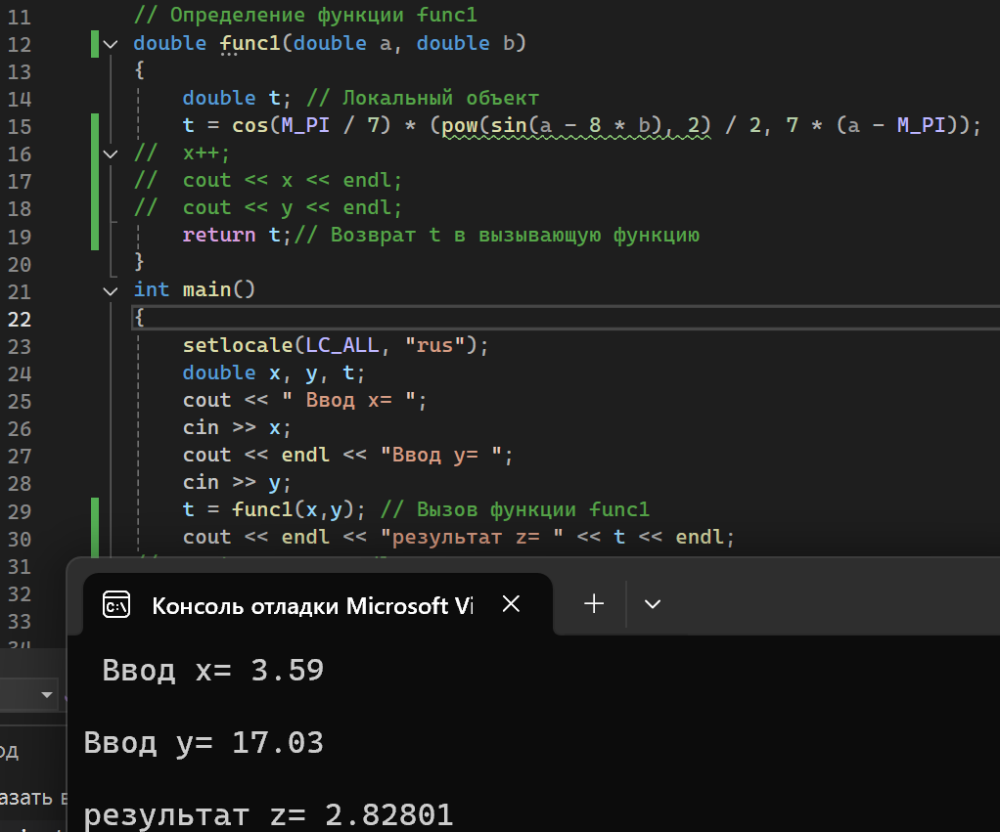 11 // Определение функции func1
12 double func1(double a, double b)
13 {
14 double t; // Локальный объект
15 t = cos(M_PI / 7) * (pow(sin(a - 8 * b), 2) / 2, 7 * (a - M_PI));
16 // x++;
17 // cout << x << endl;
18 // cout << y << endl;
19 return t;// Возврат t в вызывающую функцию
20 }
21 int main()
22 {
23 setlocale(LC_ALL, "rus");
24 double x, y, t;
25 cout << " Ввод x= ";
26 cin >> x;
27 cout << endl << "Ввод y= ";
28 cin >> y;
29 t = func1(x,y); // Вызов функции func1
30 cout << endl << "результат z= " << t << endl;
31
32
33
34
Консоль отладки Microsoft Vi
Ввод x= 3.59
Ввод y= 17.03
результат z= 2.82801